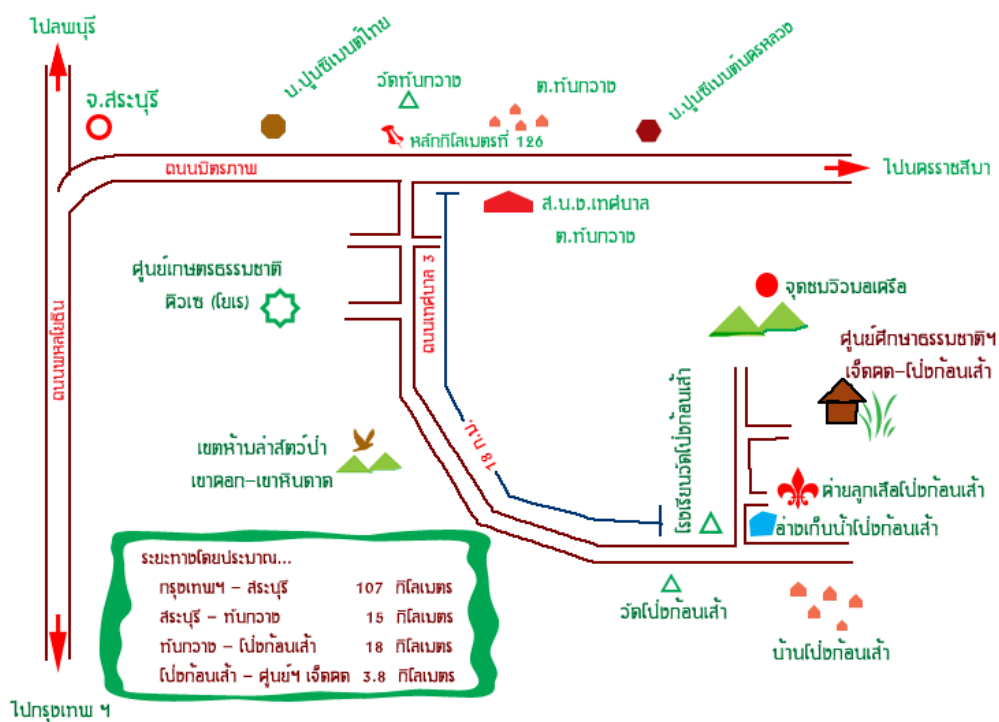 ไปลพบุรี
จ.สระบุรี
บ.ปูนซีเมนต์ไทย
วัดทับกวาง
ต.ทับกวาง
บ.ปูนซีเมนต์นครหลวง
หลักกิโลเมตรที่ 126
ถนนมิตรภาพ
ไปนครราชสีมา
ส.น.ง.เทศบาล
ต.ทับกวาง
ศูนย์เกษตรธรรมชาติ
คิวเซ (โยเร)
ถนนเทศบาล 3
ถนนพหลโยธิน
จุดชมวิวมอเครือ
ศูนย์ศึกษาธรรมชาติฯ
เจ็ดคด-โป่งก้อนเส้า
18 ก.ม.
โรงเรียนวัดโป่งก้อนเส้า
เขตห้ามล่าสัตว์ป่า
เขาคอก-เขาหินดาด
ค่ายลูกเสือโป่งก้อนเส้า
อ่างเก็บน้ำโป่งก้อนเส้า
วัดโป่งก้อนเส้า
บ้านโป่งก้อนเส้า
ระยะทางโดยประมาณ...
กรุงเทพฯ - สระบุรี 107 กิโลเมตร
สระบุรี - ทับกวาง 15 กิโลเมตร
ทับกวาง - โป่งก้อนเส้า 18 กิโลเมตร
โป่งก้อนเส้า - ศูนย์ฯ เจ็ดคด 3.8 กิโลเมตร
ไปกรุงเทพ ฯ